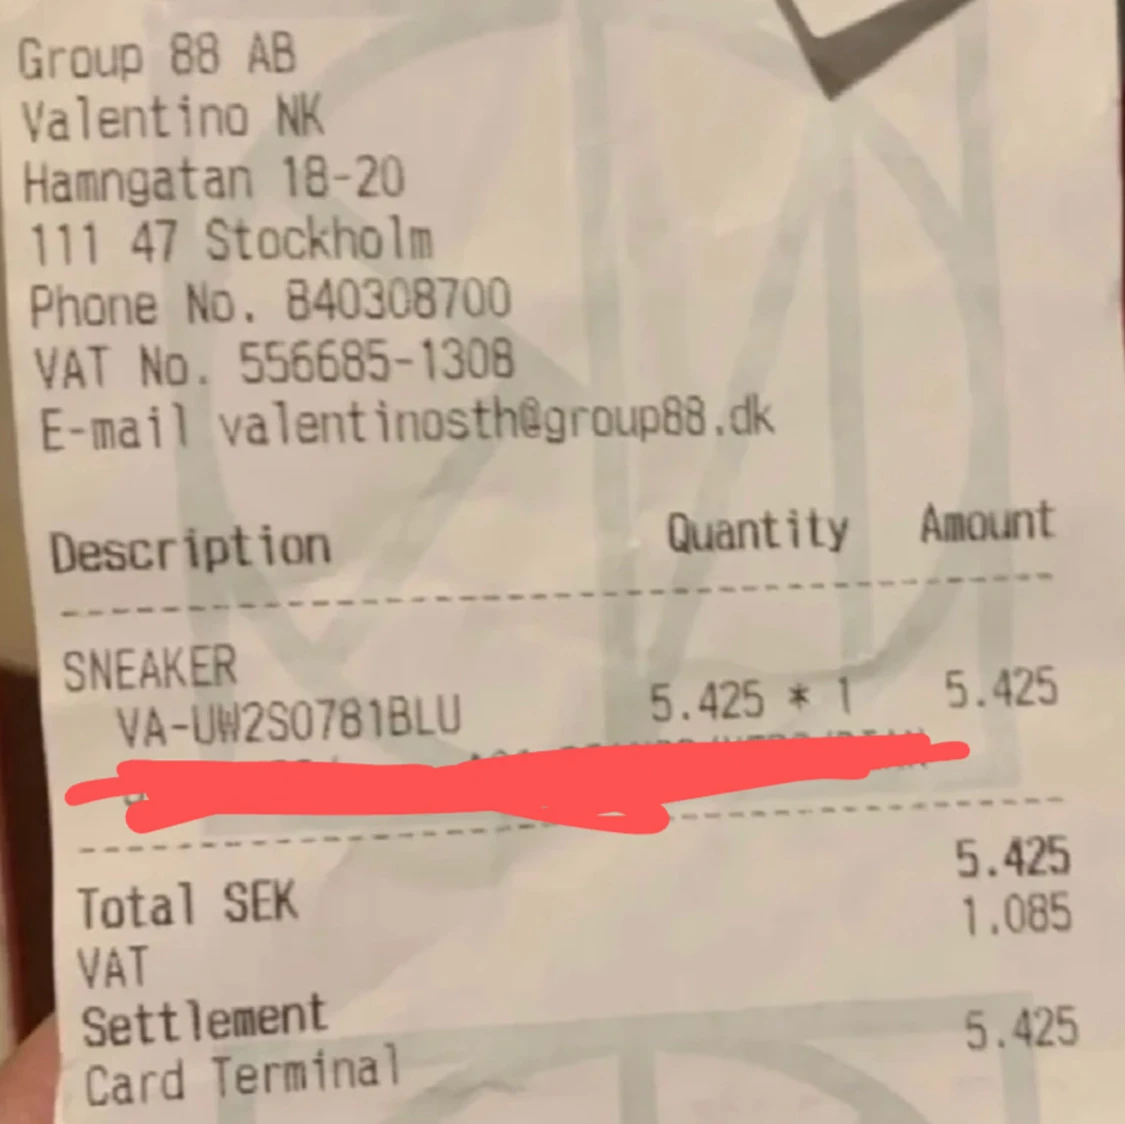 Group 88 AB
Valentino NK
Hamngatan 18-20
111 47 Stockholm
Phone No. 840308700
VAT No. 556685-1308
E-mail valentinosth@group88.dk
Description Quantity Amount
SNEAKER
VA-UW2S0781BLU 5.425 * 1 5.425
Total SEK 5.425
VAT 1.085
Settlement
Card Terminal 5.425